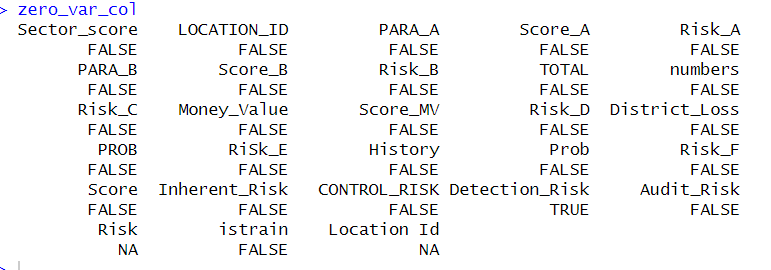 > zero_var_col
Sector_score LOCATION_ID PARA_A Score_A Risk_A
FALSE FALSE FALSE FALSE FALSE
PARA_B Score_B Risk_B TOTAL numbers
FALSE FALSE FALSE FALSE FALSE
Risk_C Money_Value Score_MV Risk_D District_Loss
FALSE FALSE FALSE FALSE FALSE
PROB RiSk_E History Prob Risk_F
FALSE FALSE FALSE FALSE FALSE
Score Inherent_Risk CONTROL_RISK Detection_Risk Audit_Risk
FALSE FALSE FALSE TRUE FALSE
Risk istrain Location Id
NA FALSE NA
>